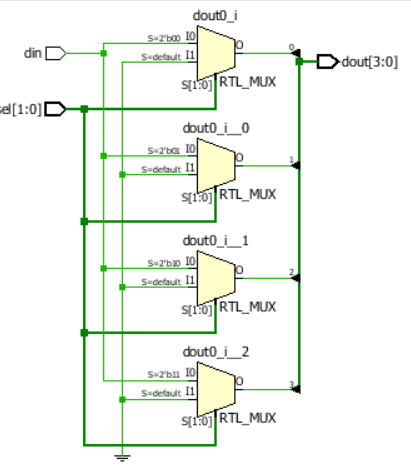 dout0_i
S=2'b00 I0
din
O
0
S=default I1
dout[3:0]
S[1:0]
RTL_MUX
sel[1:0]
dout0_i__0
S=2'b01 I0
O
1
S=default I1
S[1:0]
RTL_MUX
dout0_i__1
S=2'b10 I0
O
2
S=default I1
S[1:0]
RTL_MUX
dout0_i__2
S=2'b11 I0
O
3
S=default I1
S[1:0]
RTL_MUX